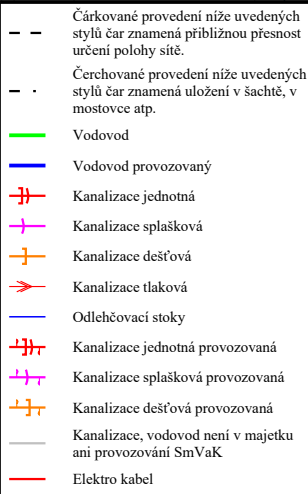 Čárkované provedení níže uvedených
stylů čar znamená přibližnou přesnost
určení polohy sítě.
Čerchované provedení níže uvedených
stylů čar znamená uložení v šachtě, v
mostovce atp.
Vodovod
Vodovod provozovaný
Kanalizace jednotná
Kanalizace splašková
Kanalizace dešťová
Kanalizace tlaková
Odlehčovací stoky
Kanalizace jednotná provozovaná
Kanalizace splašková provozovaná
Kanalizace dešťová provozovaná
Kanalizace, vodovod není v majetku
ani provozování SmVaK
Elektro kabel